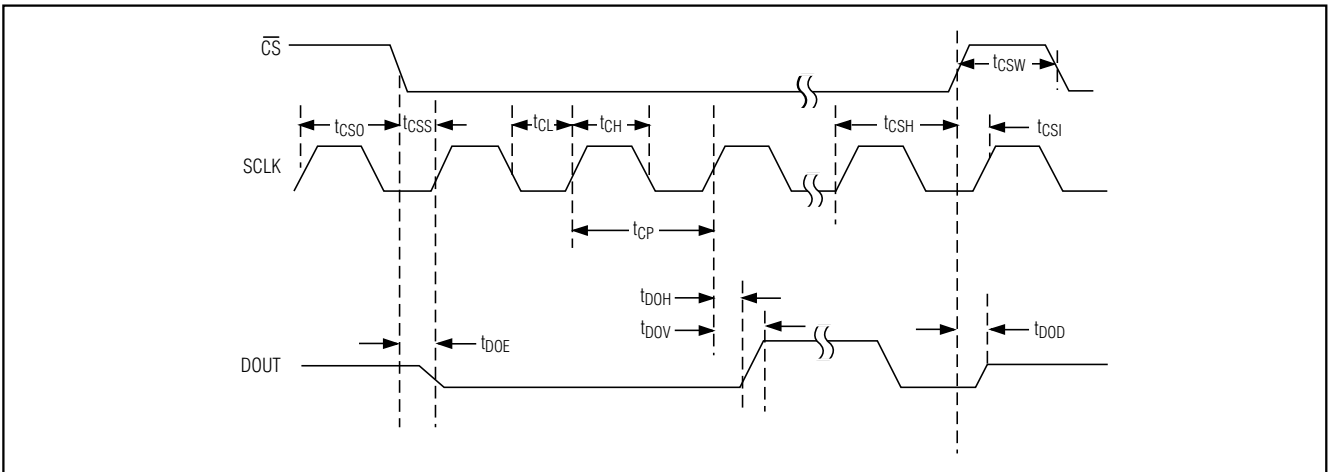 CS
tCSW
tCSO tCSS tCL tCH tCSH tCSI
SCLK
tCP
tDOH
tDOV
tDOE tDOD
DOUT